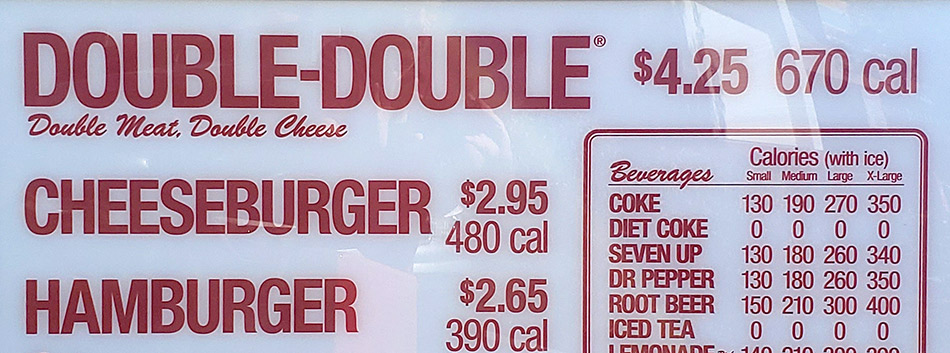 DOUBLE-DOUBLE® $4.25 670 cal
Double Meat, Double Cheese
CHEESEBURGER $2.95
480 cal
HAMBURGER $2.65
390 cal
Calories (with ice)
Beverages Small Medium Large X-Large
COKE 130 190 270 350
DIET COKE 0 0 0 0
SEVEN UP 130 180 260 340
DR PEPPER 130 180 260 350
ROOT BEER 150 210 300 400
ICED TEA 0 0 0 0
LEMONADE